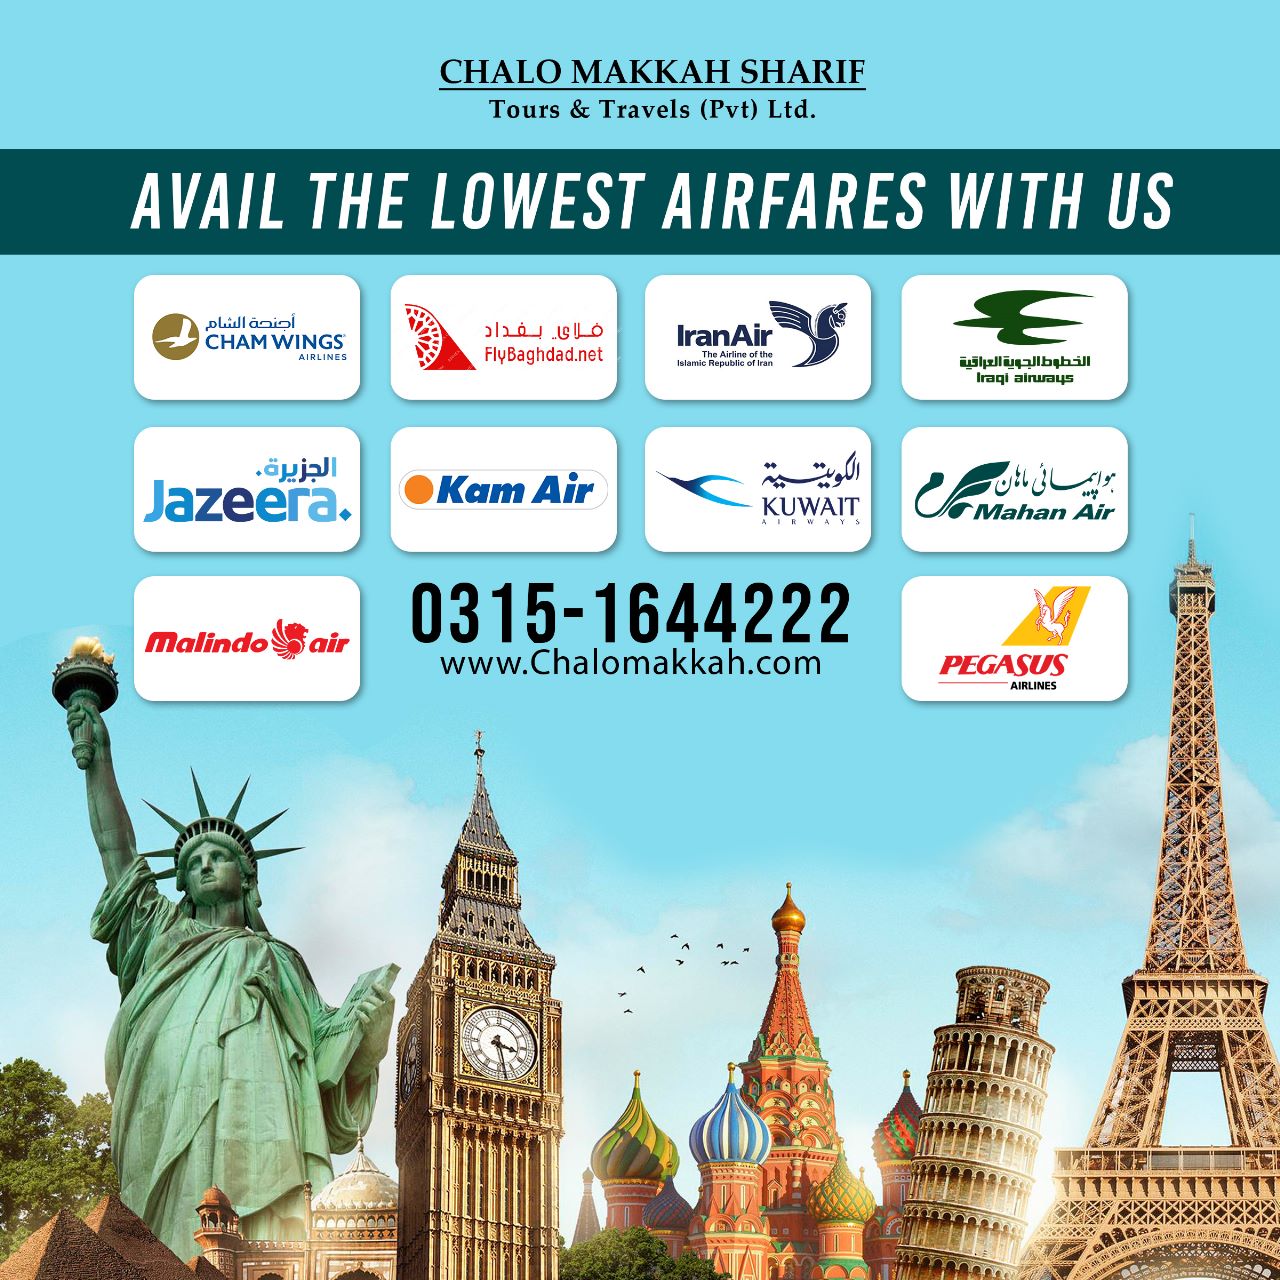 CHALO MAKKAH SHARIF
Tours & Travels (Pvt) Ltd.
AVAIL THE LOWEST AIRFARES WITH US
أجنحة الشام
CHAM WINGS
AIRLINES
فلاي بغداد
FlyBaghdad.net
IranAir
The Airline of the
Islamic Republic of Iran
الخطوط الجوية العراقية
Iraqi airways
الجزيرة
Jazeera
Kam Air
الكويتية
KUWAIT
AIRWAYS
هواپیمائی ماهان
Mahan Air
Malindo air
0315-1644222
www.Chalomakkah.com
PEGASUS
AIRLINES